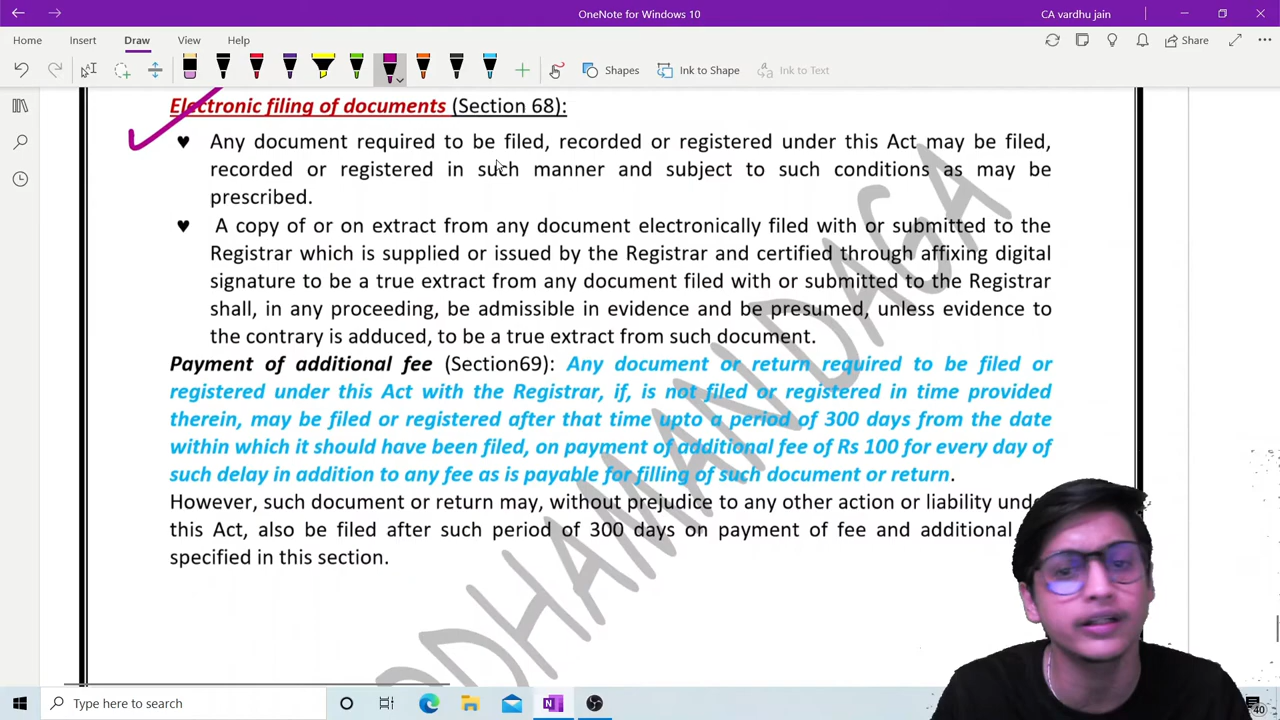 OneNote for Windows 10
CA vardhu jain
Home Insert Draw View Help
Share
Shapes Ink to Shape Ink to Text
Electronic filing of documents (Section 68):
♥ Any document required to be filed, recorded or registered under this Act may be filed,
recorded or registered in such manner and subject to such conditions as may be
prescribed.
♥ A copy of or on extract from any document electronically filed with or submitted to the
Registrar which is supplied or issued by the Registrar and certified through affixing digital
signature to be a true extract from any document filed with or submitted to the Registrar
shall, in any proceeding, be admissible in evidence and be presumed, unless evidence to
the contrary is adduced, to be a true extract from such document.
Payment of additional fee (Section69): Any document or return required to be filed or
registered under this Act with the Registrar, if, is not filed or registered in time provided
therein, may be filed or registered after that time upto a period of 300 days from the date
within which it should have been filed, on payment of additional fee of Rs 100 for every day of
such delay in addition to any fee as is payable for filling of such document or return.
However, such document or return may, without prejudice to any other action or liability
this Act, also be filed after such period of 300 days on payment of fee and additional
specified in this section.
DDHAMAN DAGA
Type here to search
40